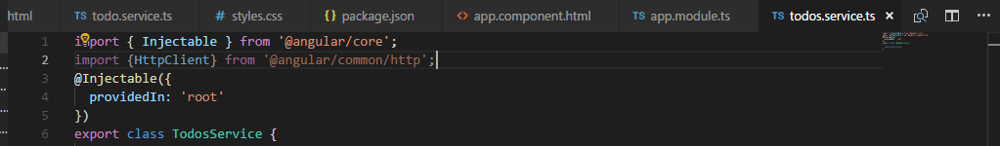 ml
TS todo.service.ts
# styles.css
{} package.json
<> app.component.html
TS app.module.ts
TS todos.service.ts
1 import { Injectable } from '@angular/core';
2 import {HttpClient} from '@angular/common/http';
3 @Injectable({
4 providedIn: 'root'
5 })
6 export class TodosService {